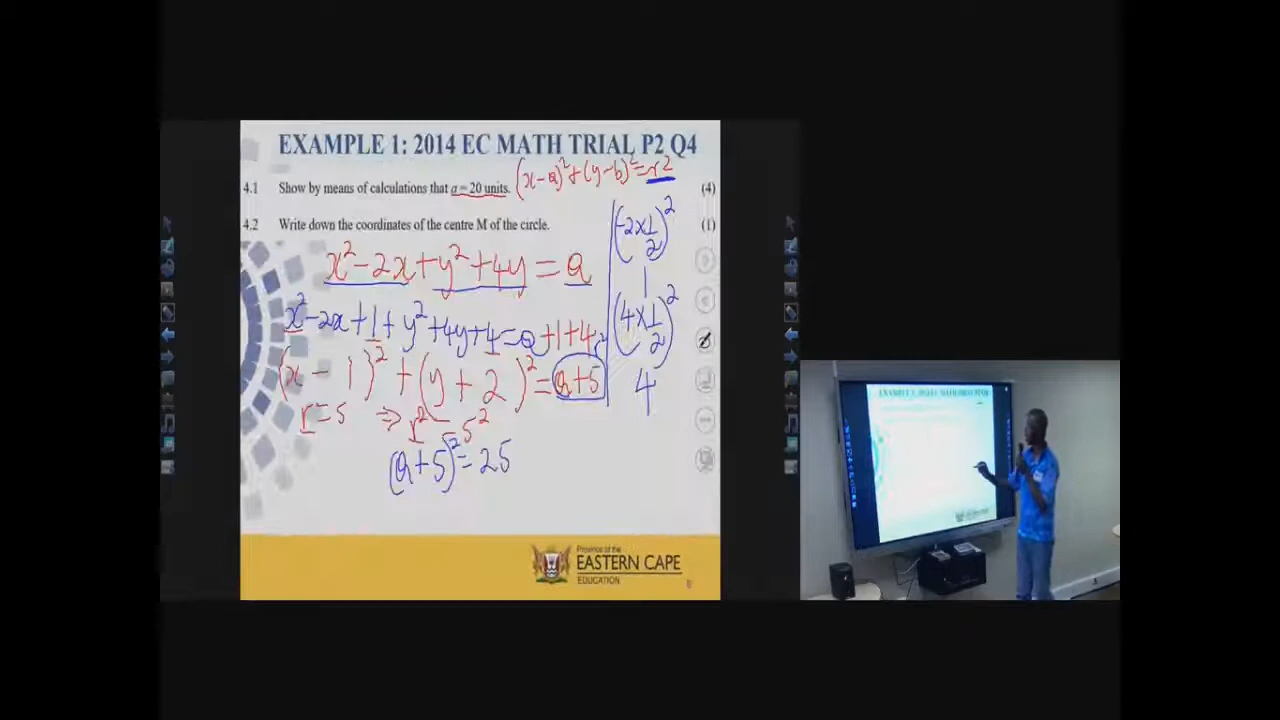 EXAMPLE 1: 2014 EC MATH TRIAL P2 Q4
(x-a)²+(y-b)²=r2
4.1 Show by means of calculations that a = 20 units. (4)
4.2 Write down the coordinates of the centre M of the circle. (1)
(-2×1/2)²
x²-2x+y²+4y=a
1
x²-2x+1+y²+4y+4=a+1+4
(4×1/2)²
r²
(x-1)²+(y+2)²=a+5
4
r=5 ⇒ r²=5²
(a+5)²=25
Province of the
EASTERN CAPE
EDUCATION